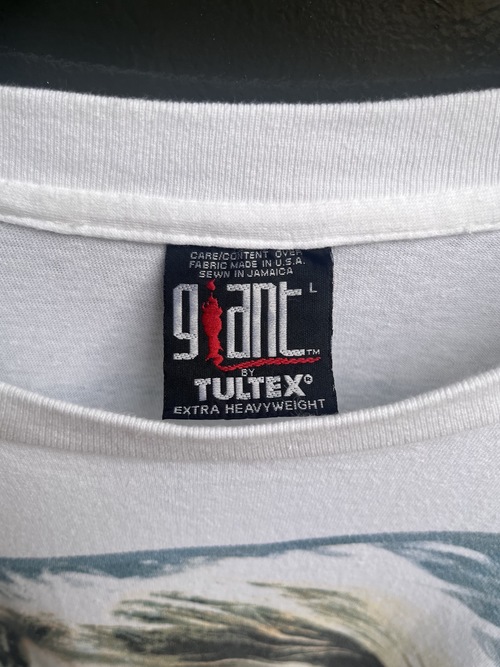 CARE/CONTENT OVER
FABRIC MADE IN U.S.A.
SEWN IN JAMAICA
giant L
TM
BY
TULTEX®
EXTRA HEAVYWEIGHT